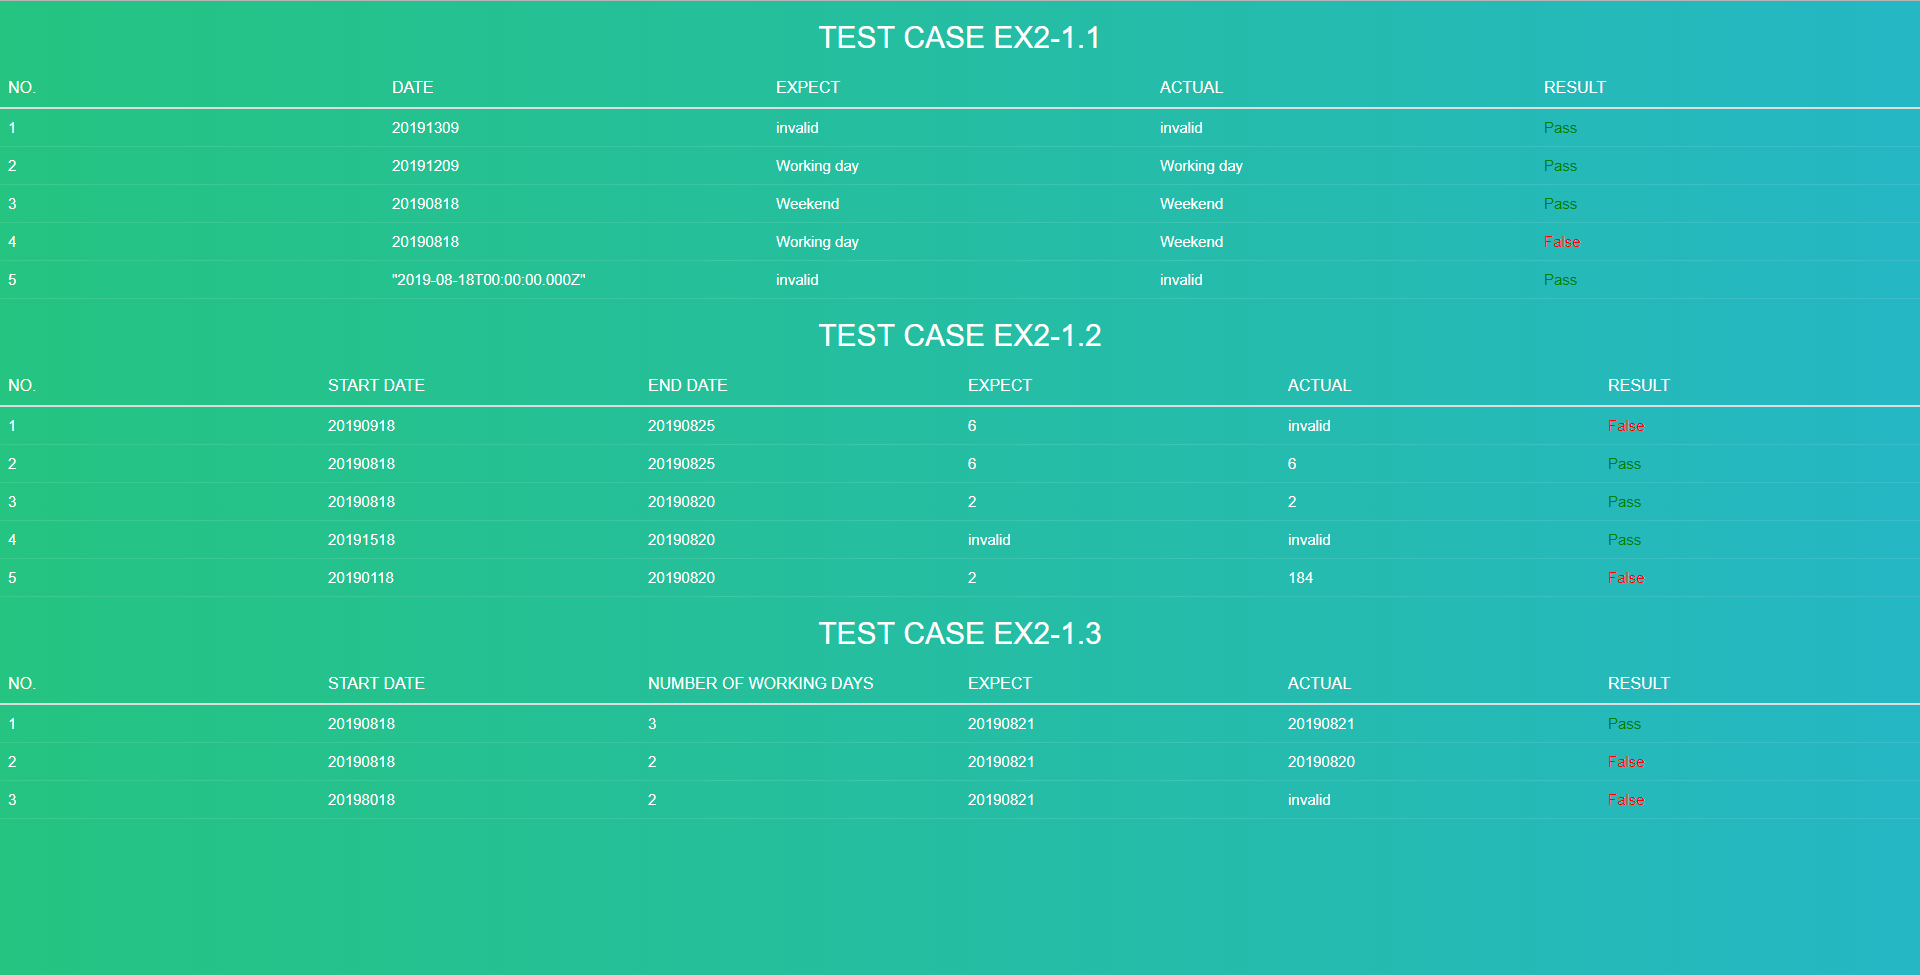 TEST CASE EX2-1.1
NO. DATE EXPECT ACTUAL RESULT
1 20191309 invalid invalid Pass
2 20191209 Working day Working day Pass
3 20190818 Weekend Weekend Pass
4 20190818 Working day Weekend False
5 "2019-08-18T00:00:00.000Z" invalid invalid Pass
TEST CASE EX2-1.2
NO. START DATE END DATE EXPECT ACTUAL RESULT
1 20190918 20190825 6 invalid False
2 20190818 20190825 6 6 Pass
3 20190818 20190820 2 2 Pass
4 20191518 20190820 invalid invalid Pass
5 20190118 20190820 2 184 False
TEST CASE EX2-1.3
NO. START DATE NUMBER OF WORKING DAYS EXPECT ACTUAL RESULT
1 20190818 3 20190821 20190821 Pass
2 20190818 2 20190821 20190820 False
3 20198018 2 20190821 invalid False